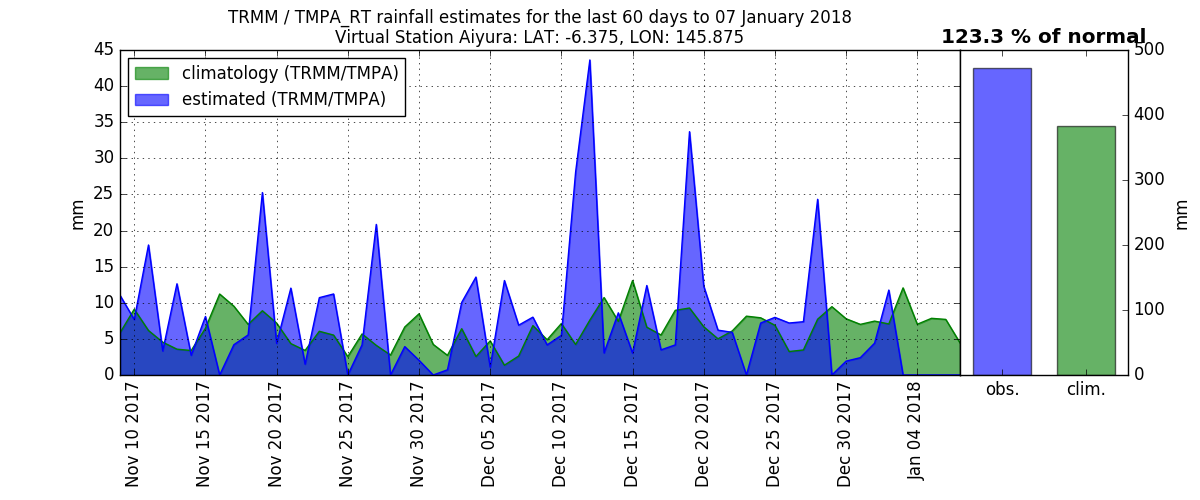 TRMM / TMPA_RT rainfall estimates for the last 60 days to 07 January 2018
Virtual Station Aiyura: LAT: -6.375, LON: 145.875
123.3 % of normal
climatology (TRMM/TMPA)
estimated (TRMM/TMPA)
mm
45
40
35
30
25
20
15
10
5
0
Nov 10 2017
Nov 15 2017
Nov 20 2017
Nov 25 2017
Nov 30 2017
Dec 05 2017
Dec 10 2017
Dec 15 2017
Dec 20 2017
Dec 25 2017
Dec 30 2017
Jan 04 2018
obs.
clim.
500
400
300
200
100
0
mm